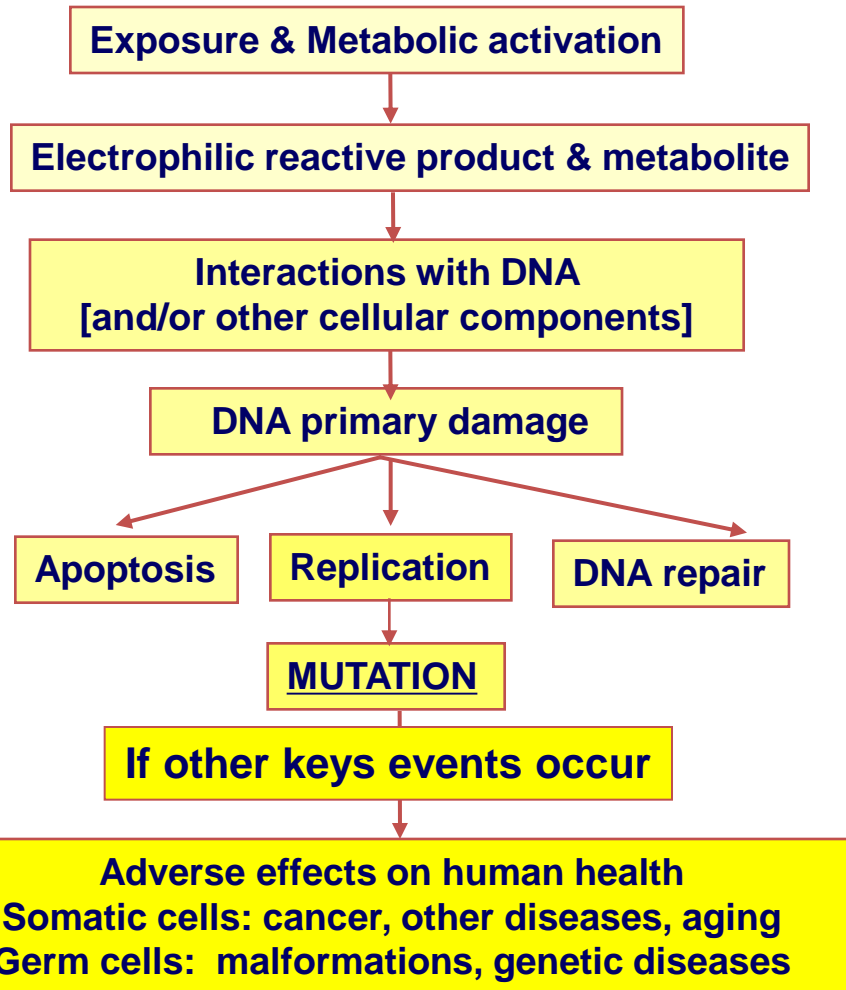 Exposure & Metabolic activation
Electrophilic reactive product & metabolite
Interactions with DNA
[and/or other cellular components]
DNA primary damage
Apoptosis
Replication
DNA repair
MUTATION
If other keys events occur
Adverse effects on human health
Somatic cells: cancer, other diseases, aging
Germ cells: malformations, genetic diseases